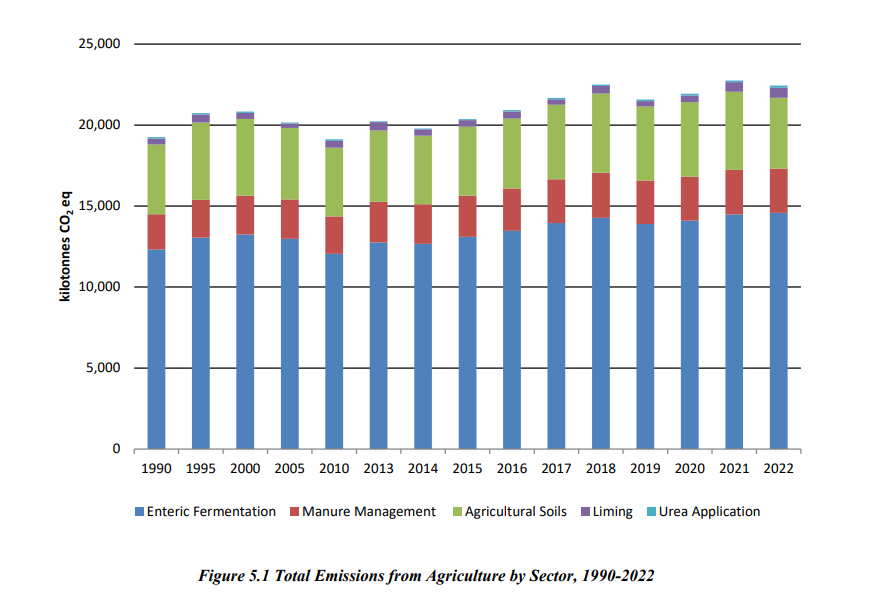 25,000
20,000
15,000
10,000
5,000
0
kilotonnes CO₂ eq
1990 1995 2000 2005 2010 2013 2014 2015 2016 2017 2018 2019 2020 2021 2022
Enteric Fermentation Manure Management Agricultural Soils Liming Urea Application
Figure 5.1 Total Emissions from Agriculture by Sector, 1990-2022